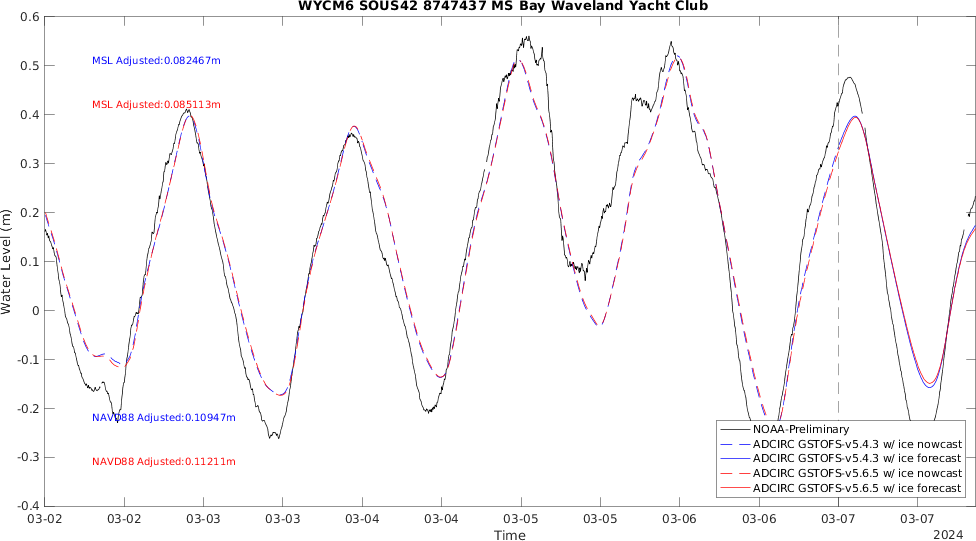 WYCM6 SOUS42 8747437 MS Bay Waveland Yacht Club
0.6
0.5
0.4
0.3
0.2
0.1
0
-0.1
-0.2
-0.3
-0.4
Water Level (m)
MSL Adjusted:0.082467m
MSL Adjusted:0.085113m
NAVD88 Adjusted:0.10947m
NAVD88 Adjusted:0.11211m
NOAA-Preliminary
ADCIRC GSTOFS-v5.4.3 w/ ice nowcast
ADCIRC GSTOFS-v5.4.3 w/ ice forecast
ADCIRC GSTOFS-v5.6.5 w/ ice nowcast
ADCIRC GSTOFS-v5.6.5 w/ ice forecast
03-02 03-02 03-03 03-03 03-04 03-04 03-05 03-05 03-06 03-06 03-07 03-07
Time
2024